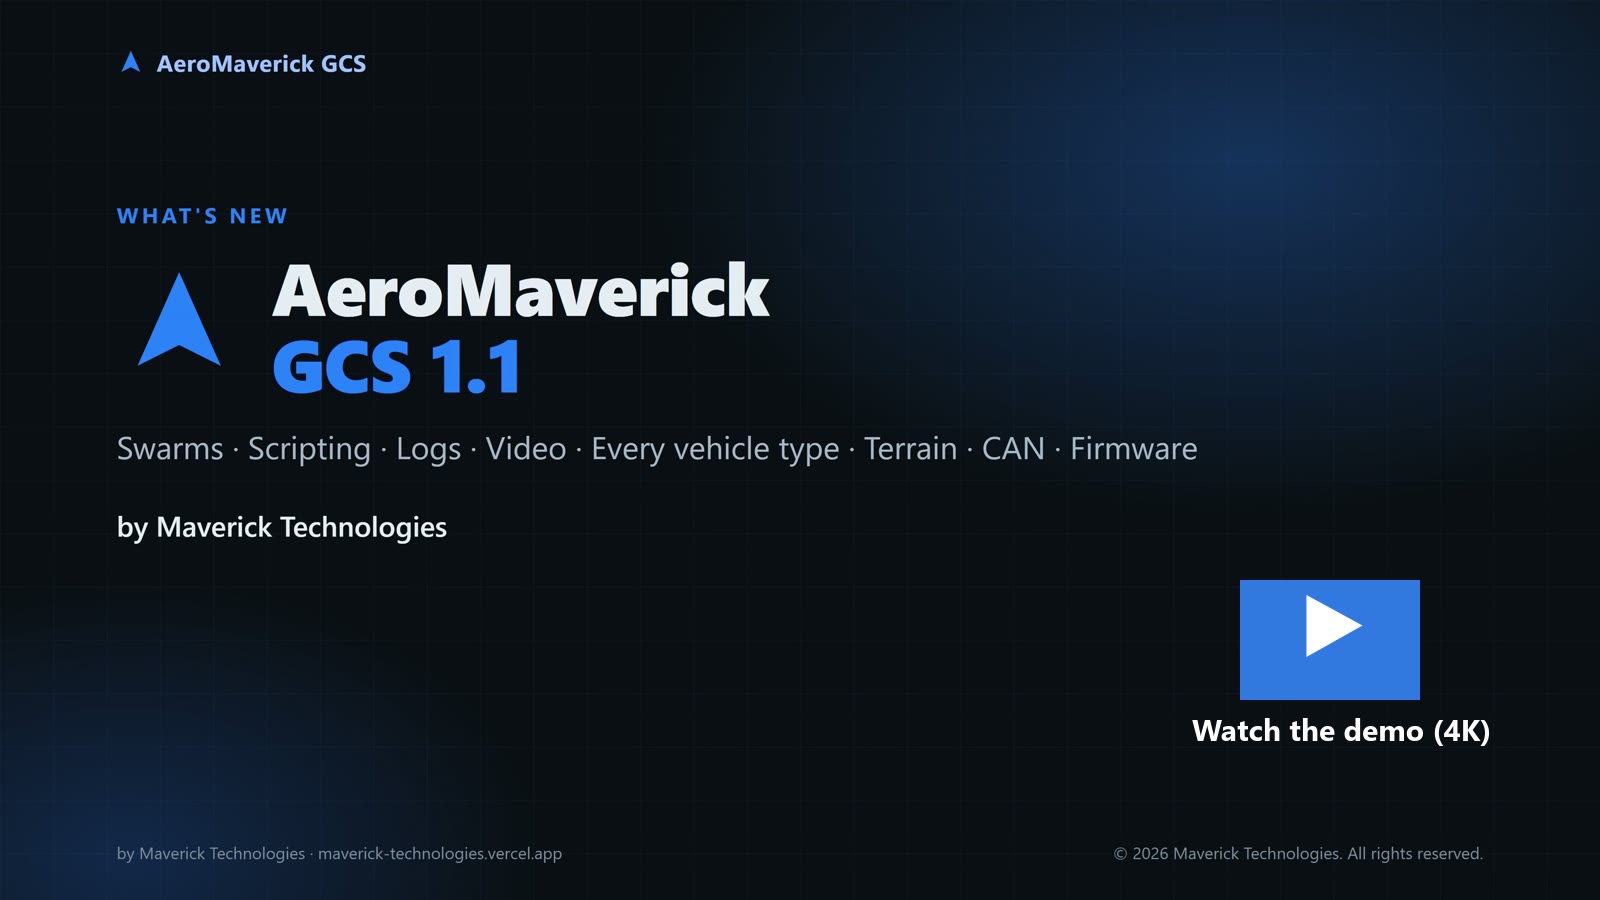 AeroMaverick GCS
WHAT'S NEW
AeroMaverick
GCS 1.1
Swarms · Scripting · Logs · Video · Every vehicle type · Terrain · CAN · Firmware
by Maverick Technologies
Watch the demo (4K)
by Maverick Technologies · maverick-technologies.vercel.app
© 2026 Maverick Technologies. All rights reserved.